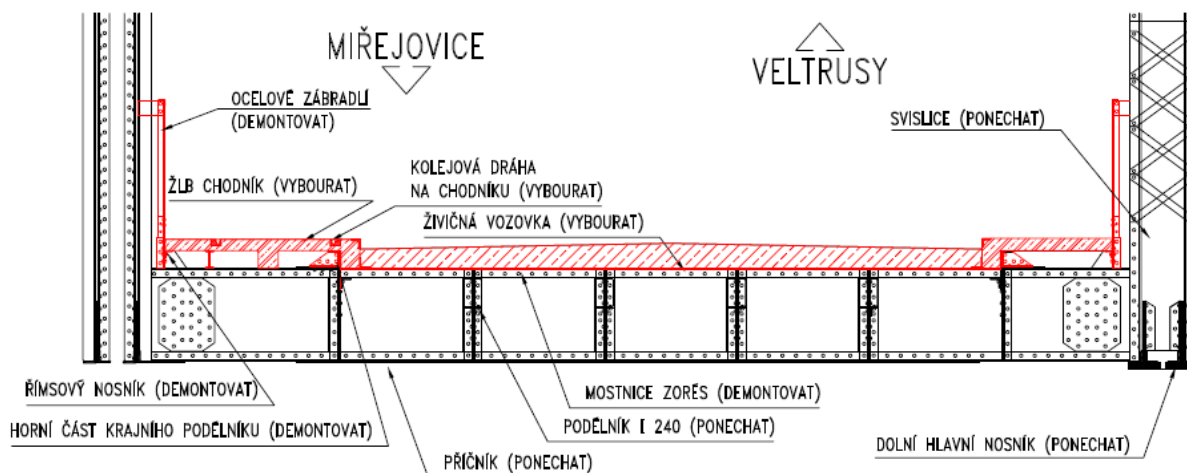 MIŘEJOVICE
VELTRUSY
OCELOVÉ ZÁBRADLÍ
(DEMONTOVAT)
SVISLICE (PONECHAT)
KOLEJOVÁ DRÁHA
NA CHODNÍKU (VYBOURAT)
ŽLB CHODNÍK (VYBOURAT)
ŽIVIČNÁ VOZOVKA (VYBOURAT)
ŘÍMSOVÝ NOSNÍK (DEMONTOVAT)
MOSTNICE ZORÈS (DEMONTOVAT)
HORNÍ ČÁST KRAJNÍHO PODÉLNÍKU (DEMONTOVAT)
PODÉLNÍK I 240 (PONECHAT)
DOLNÍ HLAVNÍ NOSNÍK (PONECHAT)
PŘÍČNÍK (PONECHAT)